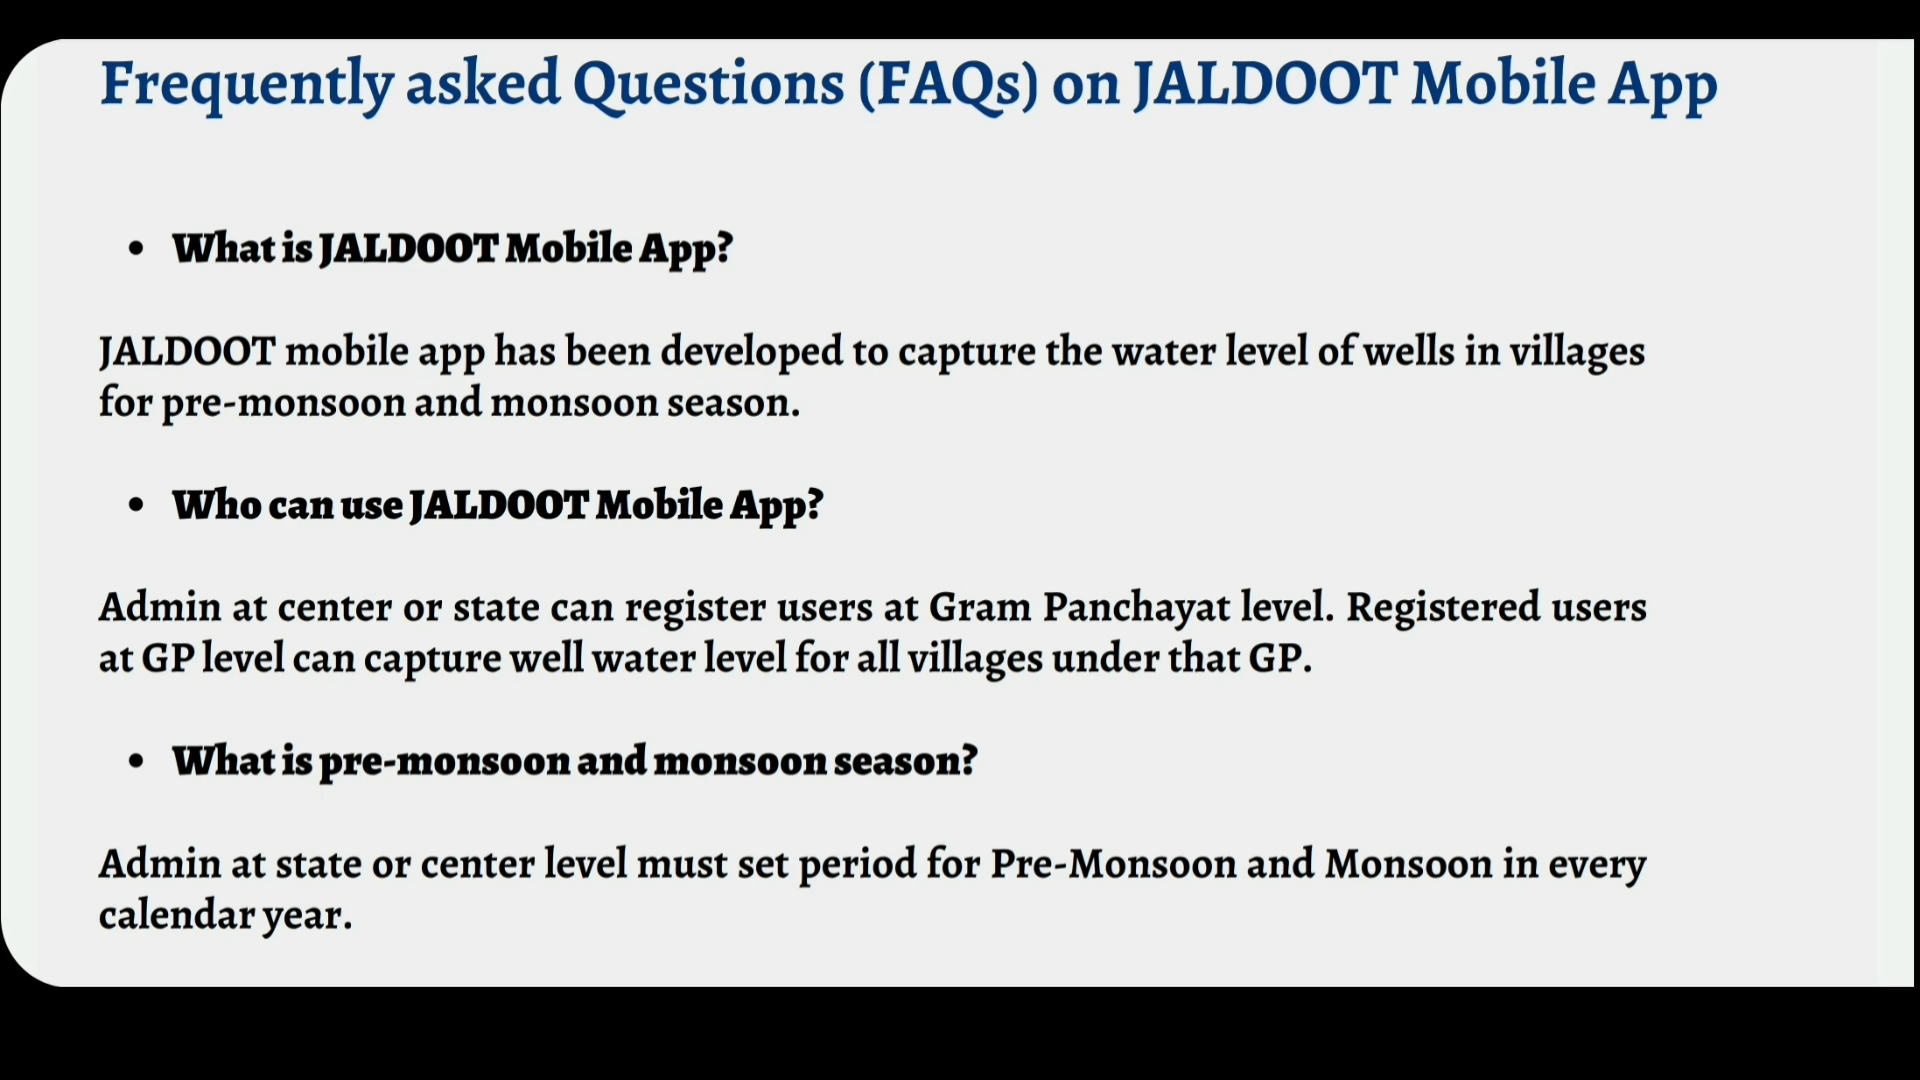 Frequently asked Questions (FAQs) on JALDOOT Mobile App
• What is JALDOOT Mobile App?
JALDOOT mobile app has been developed to capture the water level of wells in villages
for pre-monsoon and monsoon season.
• Who can use JALDOOT Mobile App?
Admin at center or state can register users at Gram Panchayat level. Registered users
at GP level can capture well water level for all villages under that GP.
• What is pre-monsoon and monsoon season?
Admin at state or center level must set period for Pre-Monsoon and Monsoon in every
calendar year.